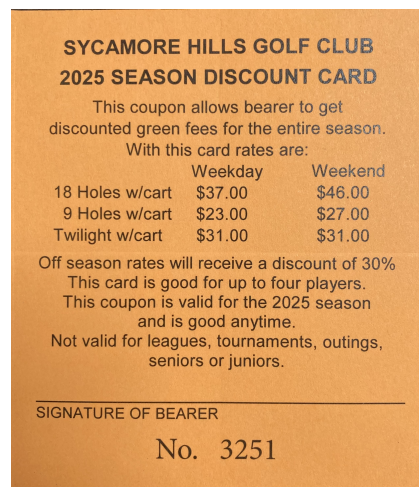 SYCAMORE HILLS GOLF CLUB
2025 SEASON DISCOUNT CARD
This coupon allows bearer to get
discounted green fees for the entire season.
With this card rates are:
Weekday Weekend
18 Holes w/cart $37.00 $46.00
9 Holes w/cart $23.00 $27.00
Twilight w/cart $31.00 $31.00
Off season rates will receive a discount of 30%
This card is good for up to four players.
This coupon is valid for the 2025 season
and is good anytime.
Not valid for leagues, tournaments, outings,
seniors or juniors.
SIGNATURE OF BEARER
No. 3251